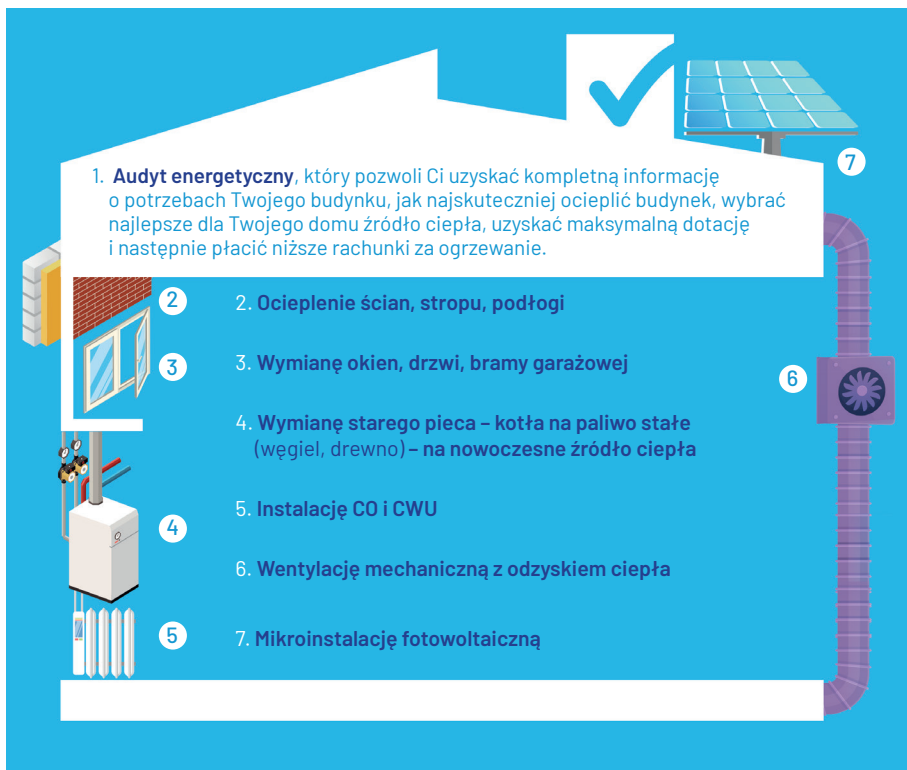 7
1. Audyt energetyczny, który pozwoli Ci uzyskać kompletną informację
o potrzebach Twojego budynku, jak najskuteczniej ocieplić budynek, wybrać
najlepsze dla Twojego domu źródło ciepła, uzyskać maksymalną dotację
i następnie płacić niższe rachunki za ogrzewanie.
2
2. Ocieplenie ścian, stropu, podłogi
3
3. Wymianę okien, drzwi, bramy garażowej
6
4. Wymianę starego pieca – kotła na paliwo stałe
(węgiel, drewno) – na nowoczesne źródło ciepła
4
5. Instalację CO i CWU
6. Wentylację mechaniczną z odzyskiem ciepła
5
7. Mikroinstalację fotowoltaiczną